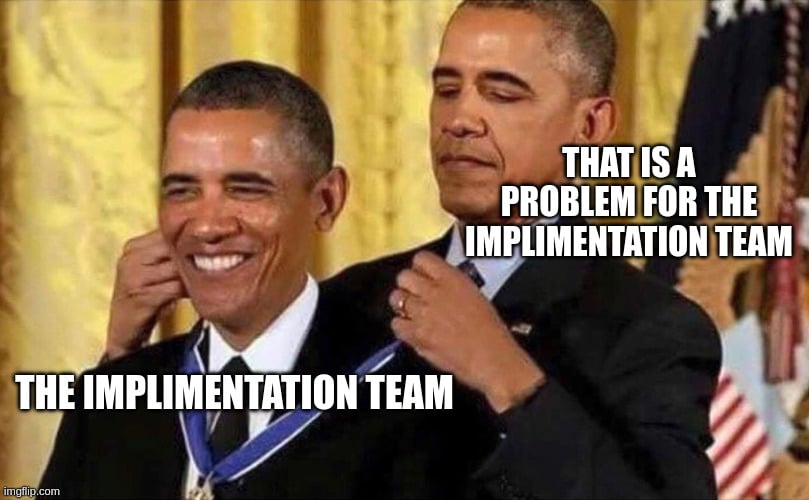 THAT IS A
PROBLEM FOR THE
IMPLIMENTATION TEAM
THE IMPLIMENTATION TEAM
imgflip.com